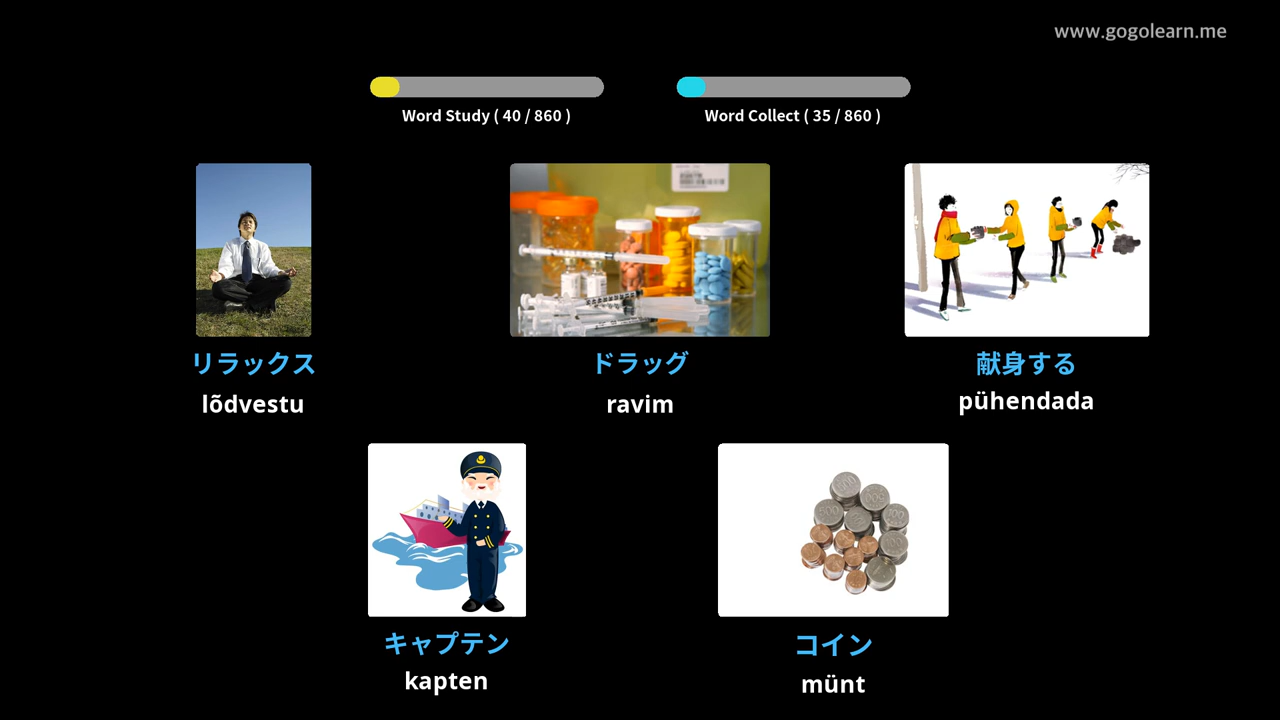 www.gogolearn.me
Word Study ( 40 / 860 )
Word Collect ( 35 / 860 )
リラックス
lõdvestu
ドラッグ
ravim
献身する
pühendada
キャプテン
kapten
コイン
münt